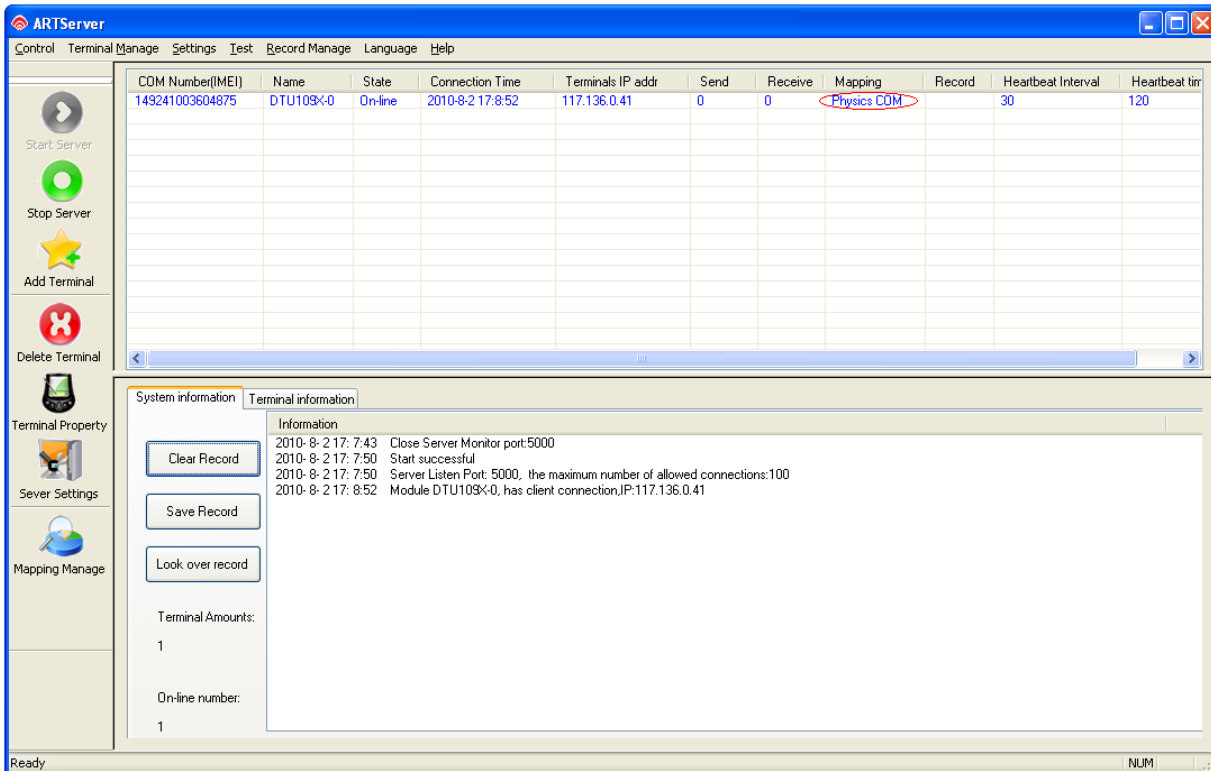 ARTServer
Control Terminal Manage Settings Test Record Manage Language Help
COM Number(IMEI) Name State Connection Time Terminals IP addr Send Receive Mapping Record Heartbeat Interval Heartbeat tim
149241003604875 DTU109X-0 On-line 2010-8-2 17:8:52 117.136.0.41 0 0 Physics COM 30 120
Start Server
Stop Server
Add Terminal
Delete Terminal
Terminal Property
Sever Settings
Mapping Manage
System information Terminal information
Information
Clear Record
Save Record
Look over record
Terminal Amounts:
1
On-line number:
1
2010- 8- 2 17: 7:43 Close Server Monitor port:5000
2010- 8- 2 17: 7:50 Start successful
2010- 8- 2 17: 7:50 Server Listen Port: 5000, the maximum number of allowed connections:100
2010- 8- 2 17: 8:52 Module DTU109X-0, has client connection,IP:117.136.0.41
Ready NUM